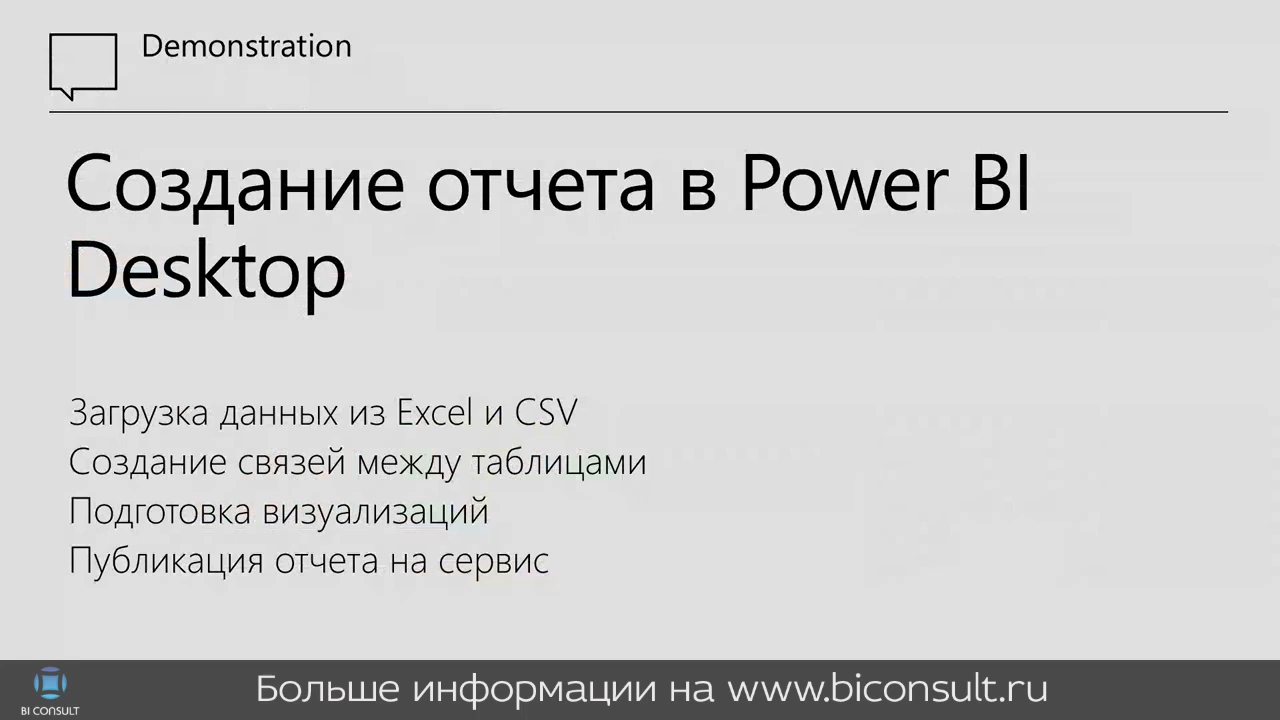 Demonstration
Создание отчета в Power BI
Desktop
Загрузка данных из Excel и CSV
Создание связей между таблицами
Подготовка визуализаций
Публикация отчета на сервис
Больше информации на www.biconsult.ru
BI CONSULT